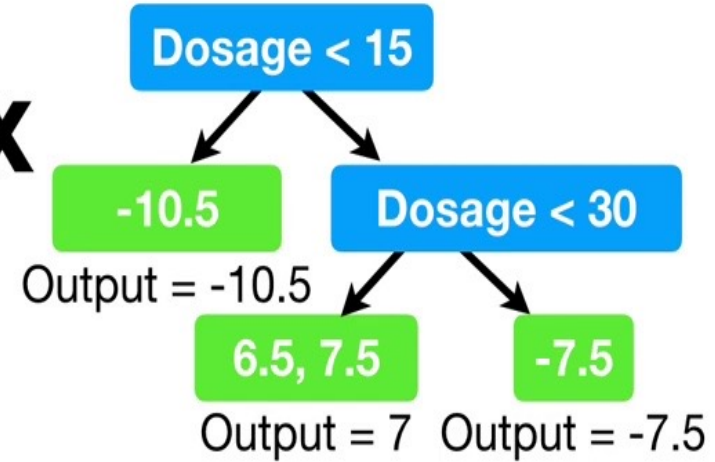 Dosage < 15
x
-10.5
Dosage < 30
Output = -10.5
6.5, 7.5
-7.5
Output = 7
Output = -7.5